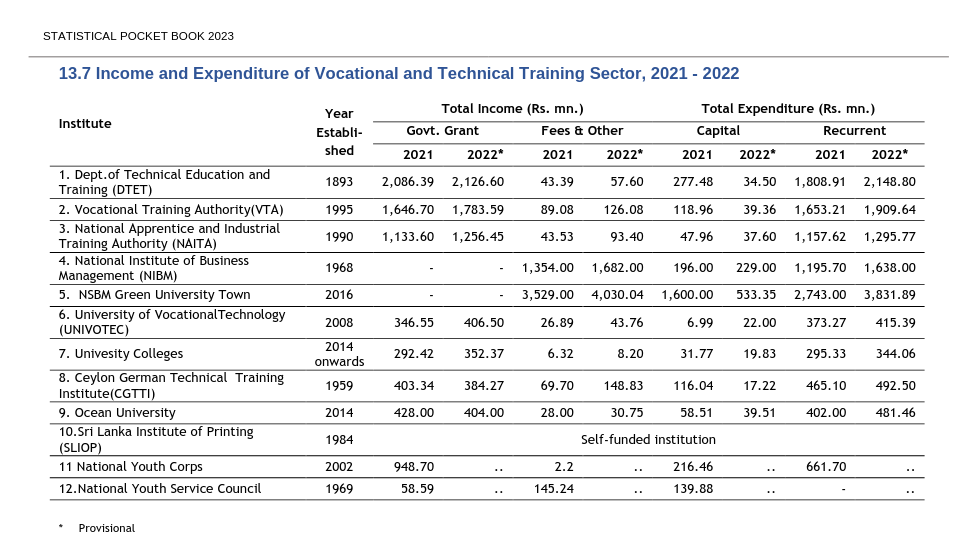 STATISTICAL POCKET BOOK 2023
13.7 Income and Expenditure of Vocational and Technical Training Sector, 2021 - 2022
Institute Year Establi-shed Total Income (Rs. mn.) Total Expenditure (Rs. mn.)
Govt. Grant Fees & Other Capital Recurrent
2021 2022* 2021 2022* 2021 2022* 2021 2022*
1. Dept.of Technical Education and
Training (DTET) 1893 2,086.39 2,126.60 43.39 57.60 277.48 34.50 1,808.91 2,148.80
2. Vocational Training Authority(VTA) 1995 1,646.70 1,783.59 89.08 126.08 118.96 39.36 1,653.21 1,909.64
3. National Apprentice and Industrial
Training Authority (NAITA) 1990 1,133.60 1,256.45 43.53 93.40 47.96 37.60 1,157.62 1,295.77
4. National Institute of Business
Management (NIBM) 1968 - - 1,354.00 1,682.00 196.00 229.00 1,195.70 1,638.00
5. NSBM Green University Town 2016 - - 3,529.00 4,030.04 1,600.00 533.35 2,743.00 3,831.89
6. University of VocationalTechnology
(UNIVOTEC) 2008 346.55 406.50 26.89 43.76 6.99 22.00 373.27 415.39
7. Univesity Colleges 2014 onwards 292.42 352.37 6.32 8.20 31.77 19.83 295.33 344.06
8. Ceylon German Technical Training
Institute(CGTTI) 1959 403.34 384.27 69.70 148.83 116.04 17.22 465.10 492.50
9. Ocean University 2014 428.00 404.00 28.00 30.75 58.51 39.51 402.00 481.46
10.Sri Lanka Institute of Printing
(SLIOP) 1984 Self-funded institution
11 National Youth Corps 2002 948.70 .. 2.2 .. 216.46 .. 661.70 ..
12.National Youth Service Council 1969 58.59 .. 145.24 .. 139.88 .. - ..
* Provisional